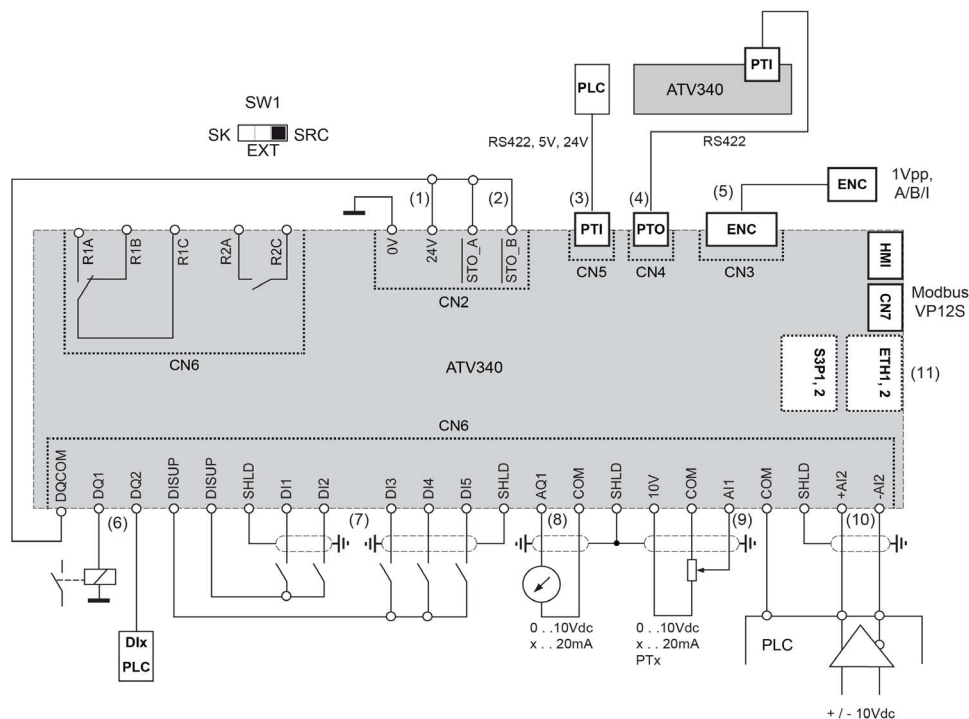 PTI
PLC
ATV340
SW1
SK
SRC
EXT
RS422, 5V, 24V
RS422
1Vpp,
A/B/I
ENC
(1)
(2)
(3)
(4)
(5)
R1A
R1B
R1C
R2A
R2C
0V
24V
STO_A
STO_B
PTI
PTO
ENC
HMI
CN5
CN4
CN3
CN2
CN7
Modbus
VP12S
CN6
ATV340
S3P1, 2
ETH1, 2
(11)
CN6
DQCOM
DQ1
DQ2
DISUP
DISUP
SHLD
DI1
DI2
DI3
DI4
DI5
SHLD
AQ1
COM
SHLD
10V
COM
AI1
COM
SHLD
+AI2
-AI2
(6)
(7)
(8)
(9)
(10)
0 . .10Vdc
x . . 20mA
0 . .10Vdc
x . . 20mA
PTx
DIx
PLC
PLC
+ / - 10Vdc